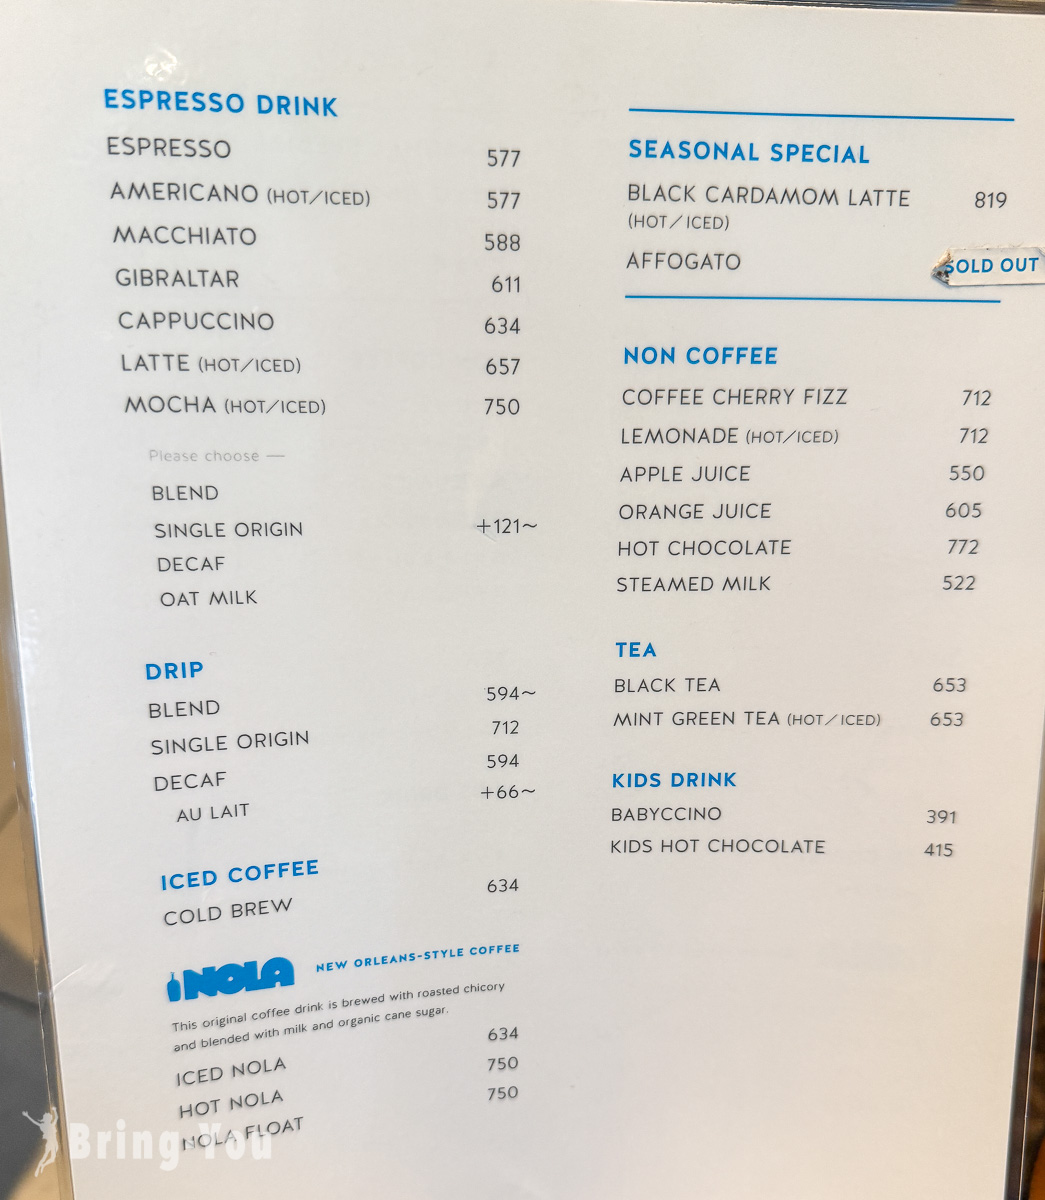 ESPRESSO DRINK
ESPRESSO 577
AMERICANO (HOT/ICED) 577
MACCHIATO 588
GIBRALTAR 611
CAPPUCCINO 634
LATTE (HOT/ICED) 657
MOCHA (HOT/ICED) 750
Please choose —
BLEND
SINGLE ORIGIN +121~
DECAF
OAT MILK
DRIP
BLEND 594~
SINGLE ORIGIN 712
DECAF 594
AU LAIT +66~
ICED COFFEE
COLD BREW 634
NOLA NEW ORLEANS-STYLE COFFEE
This original coffee drink is brewed with roasted chicory
and blended with milk and organic cane sugar.
ICED NOLA 634
HOT NOLA 750
NOLA FLOAT 750
SEASONAL SPECIAL
BLACK CARDAMOM LATTE 819
(HOT/ICED)
AFFOGATO SOLD OUT
NON COFFEE
COFFEE CHERRY FIZZ 712
LEMONADE (HOT/ICED) 712
APPLE JUICE 550
ORANGE JUICE 605
HOT CHOCOLATE 772
STEAMED MILK 522
TEA
BLACK TEA 653
MINT GREEN TEA (HOT/ICED) 653
KIDS DRINK
BABYCCINO 391
KIDS HOT CHOCOLATE 415
Bring You